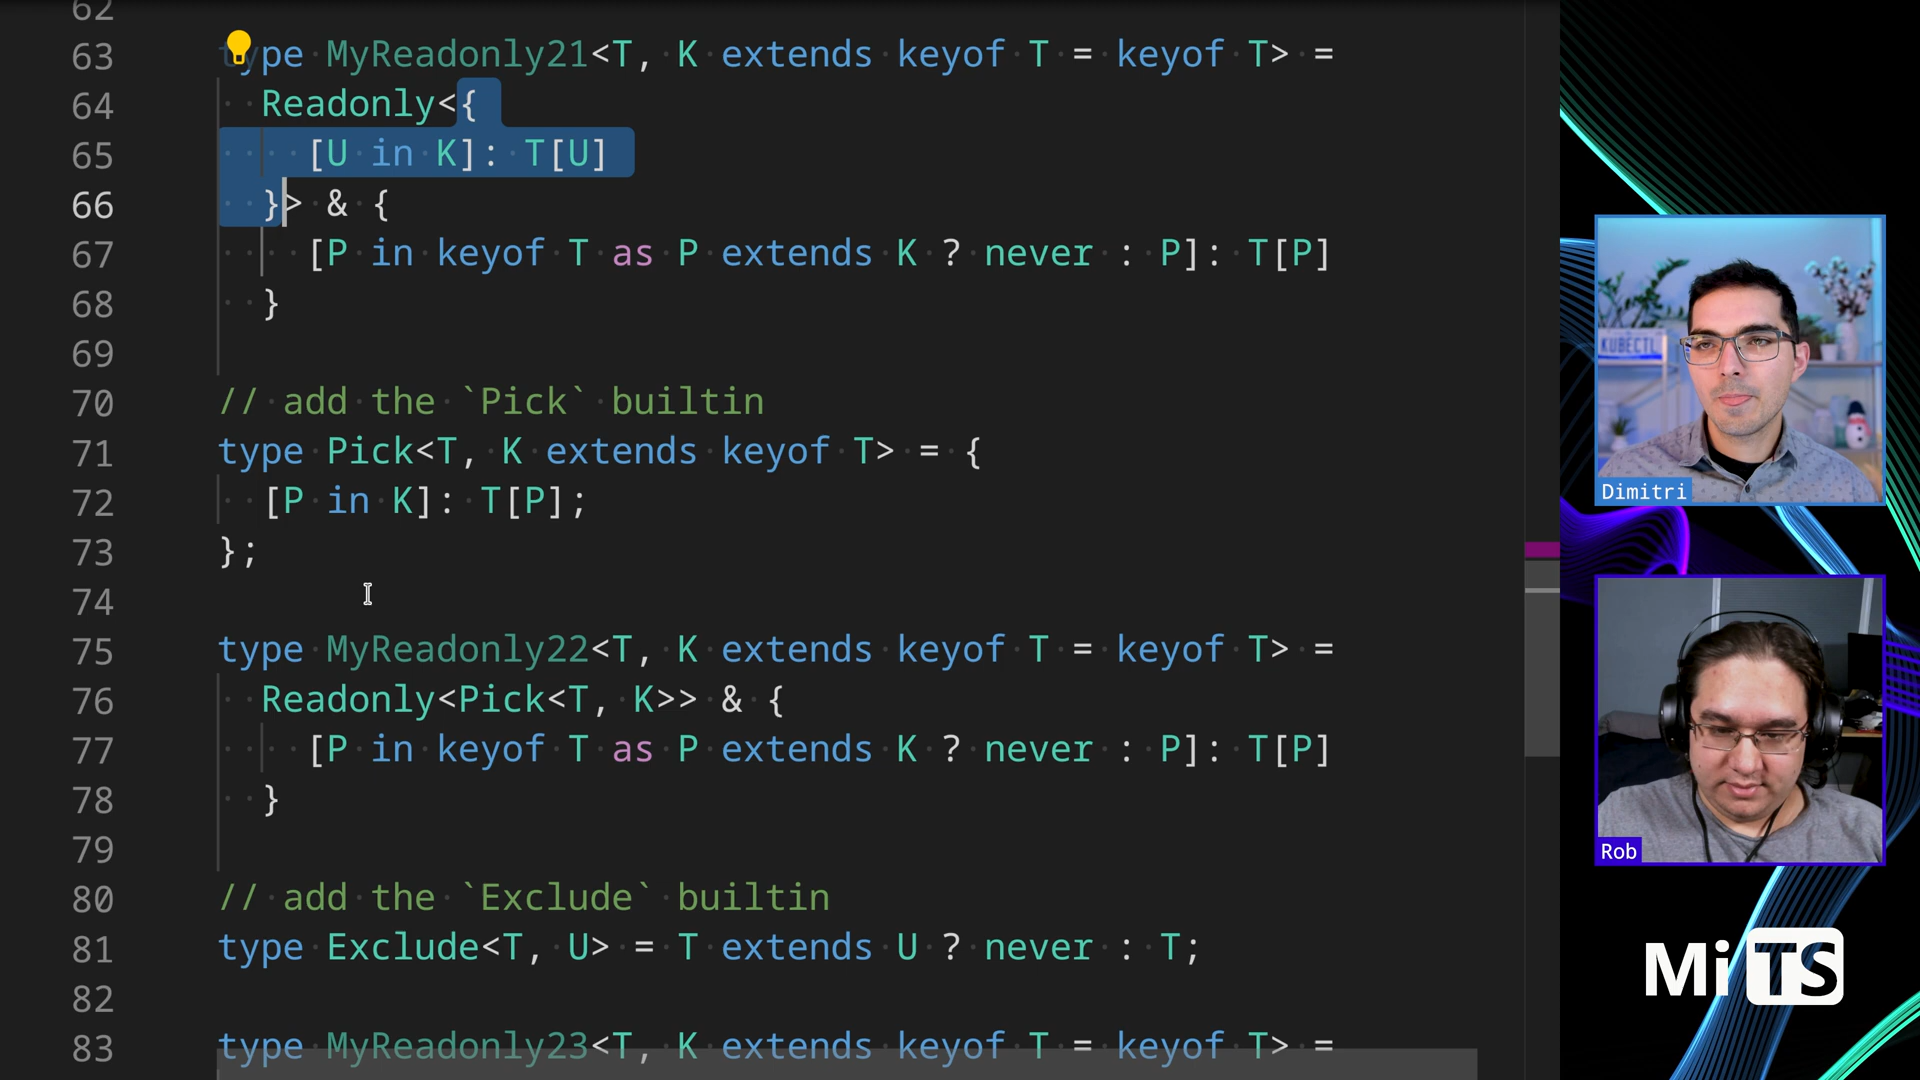 62
63 type MyReadonly21<T, K extends keyof T = keyof T> =
64 Readonly<{
65 [U in K]: T[U]
66 }> & {
67 [P in keyof T as P extends K ? never : P]: T[P]
68 }
69
70 // add the `Pick` builtin
71 type Pick<T, K extends keyof T> = {
72 [P in K]: T[P];
73 };
74
75 type MyReadonly22<T, K extends keyof T = keyof T> =
76 Readonly<Pick<T, K>> & {
77 [P in keyof T as P extends K ? never : P]: T[P]
78 }
79
80 // add the `Exclude` builtin
81 type Exclude<T, U> = T extends U ? never : T;
82
83 type MyReadonly23<T, K extends keyof T = keyof T> =
KUBECTL
Dimitri
Rob
MiTS